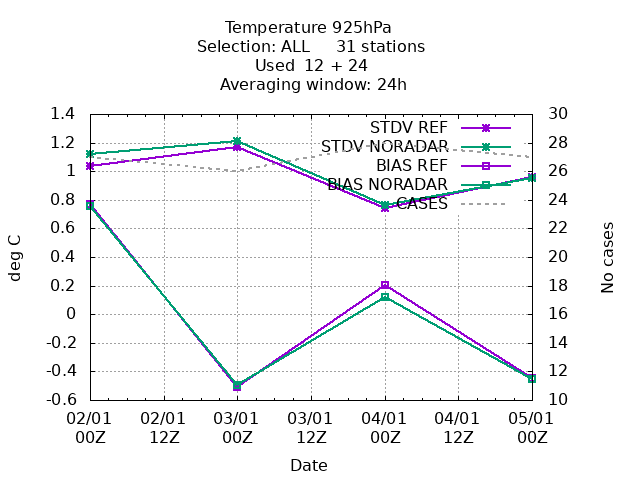 Temperature 925hPa
Selection: ALL 31 stations
Used 12 + 24
Averaging window: 24h
STDV REF
STDV NORADAR
BIAS REF
BIAS NORADAR
CASES
1.4
1.2
1
0.8
0.6
0.4
0.2
0
-0.2
-0.4
-0.6
deg C
30
28
26
24
22
20
18
16
14
12
10
No cases
02/01 02/01 03/01 03/01 04/01 04/01 05/01
00Z 12Z 00Z 12Z 00Z 12Z 00Z
Date